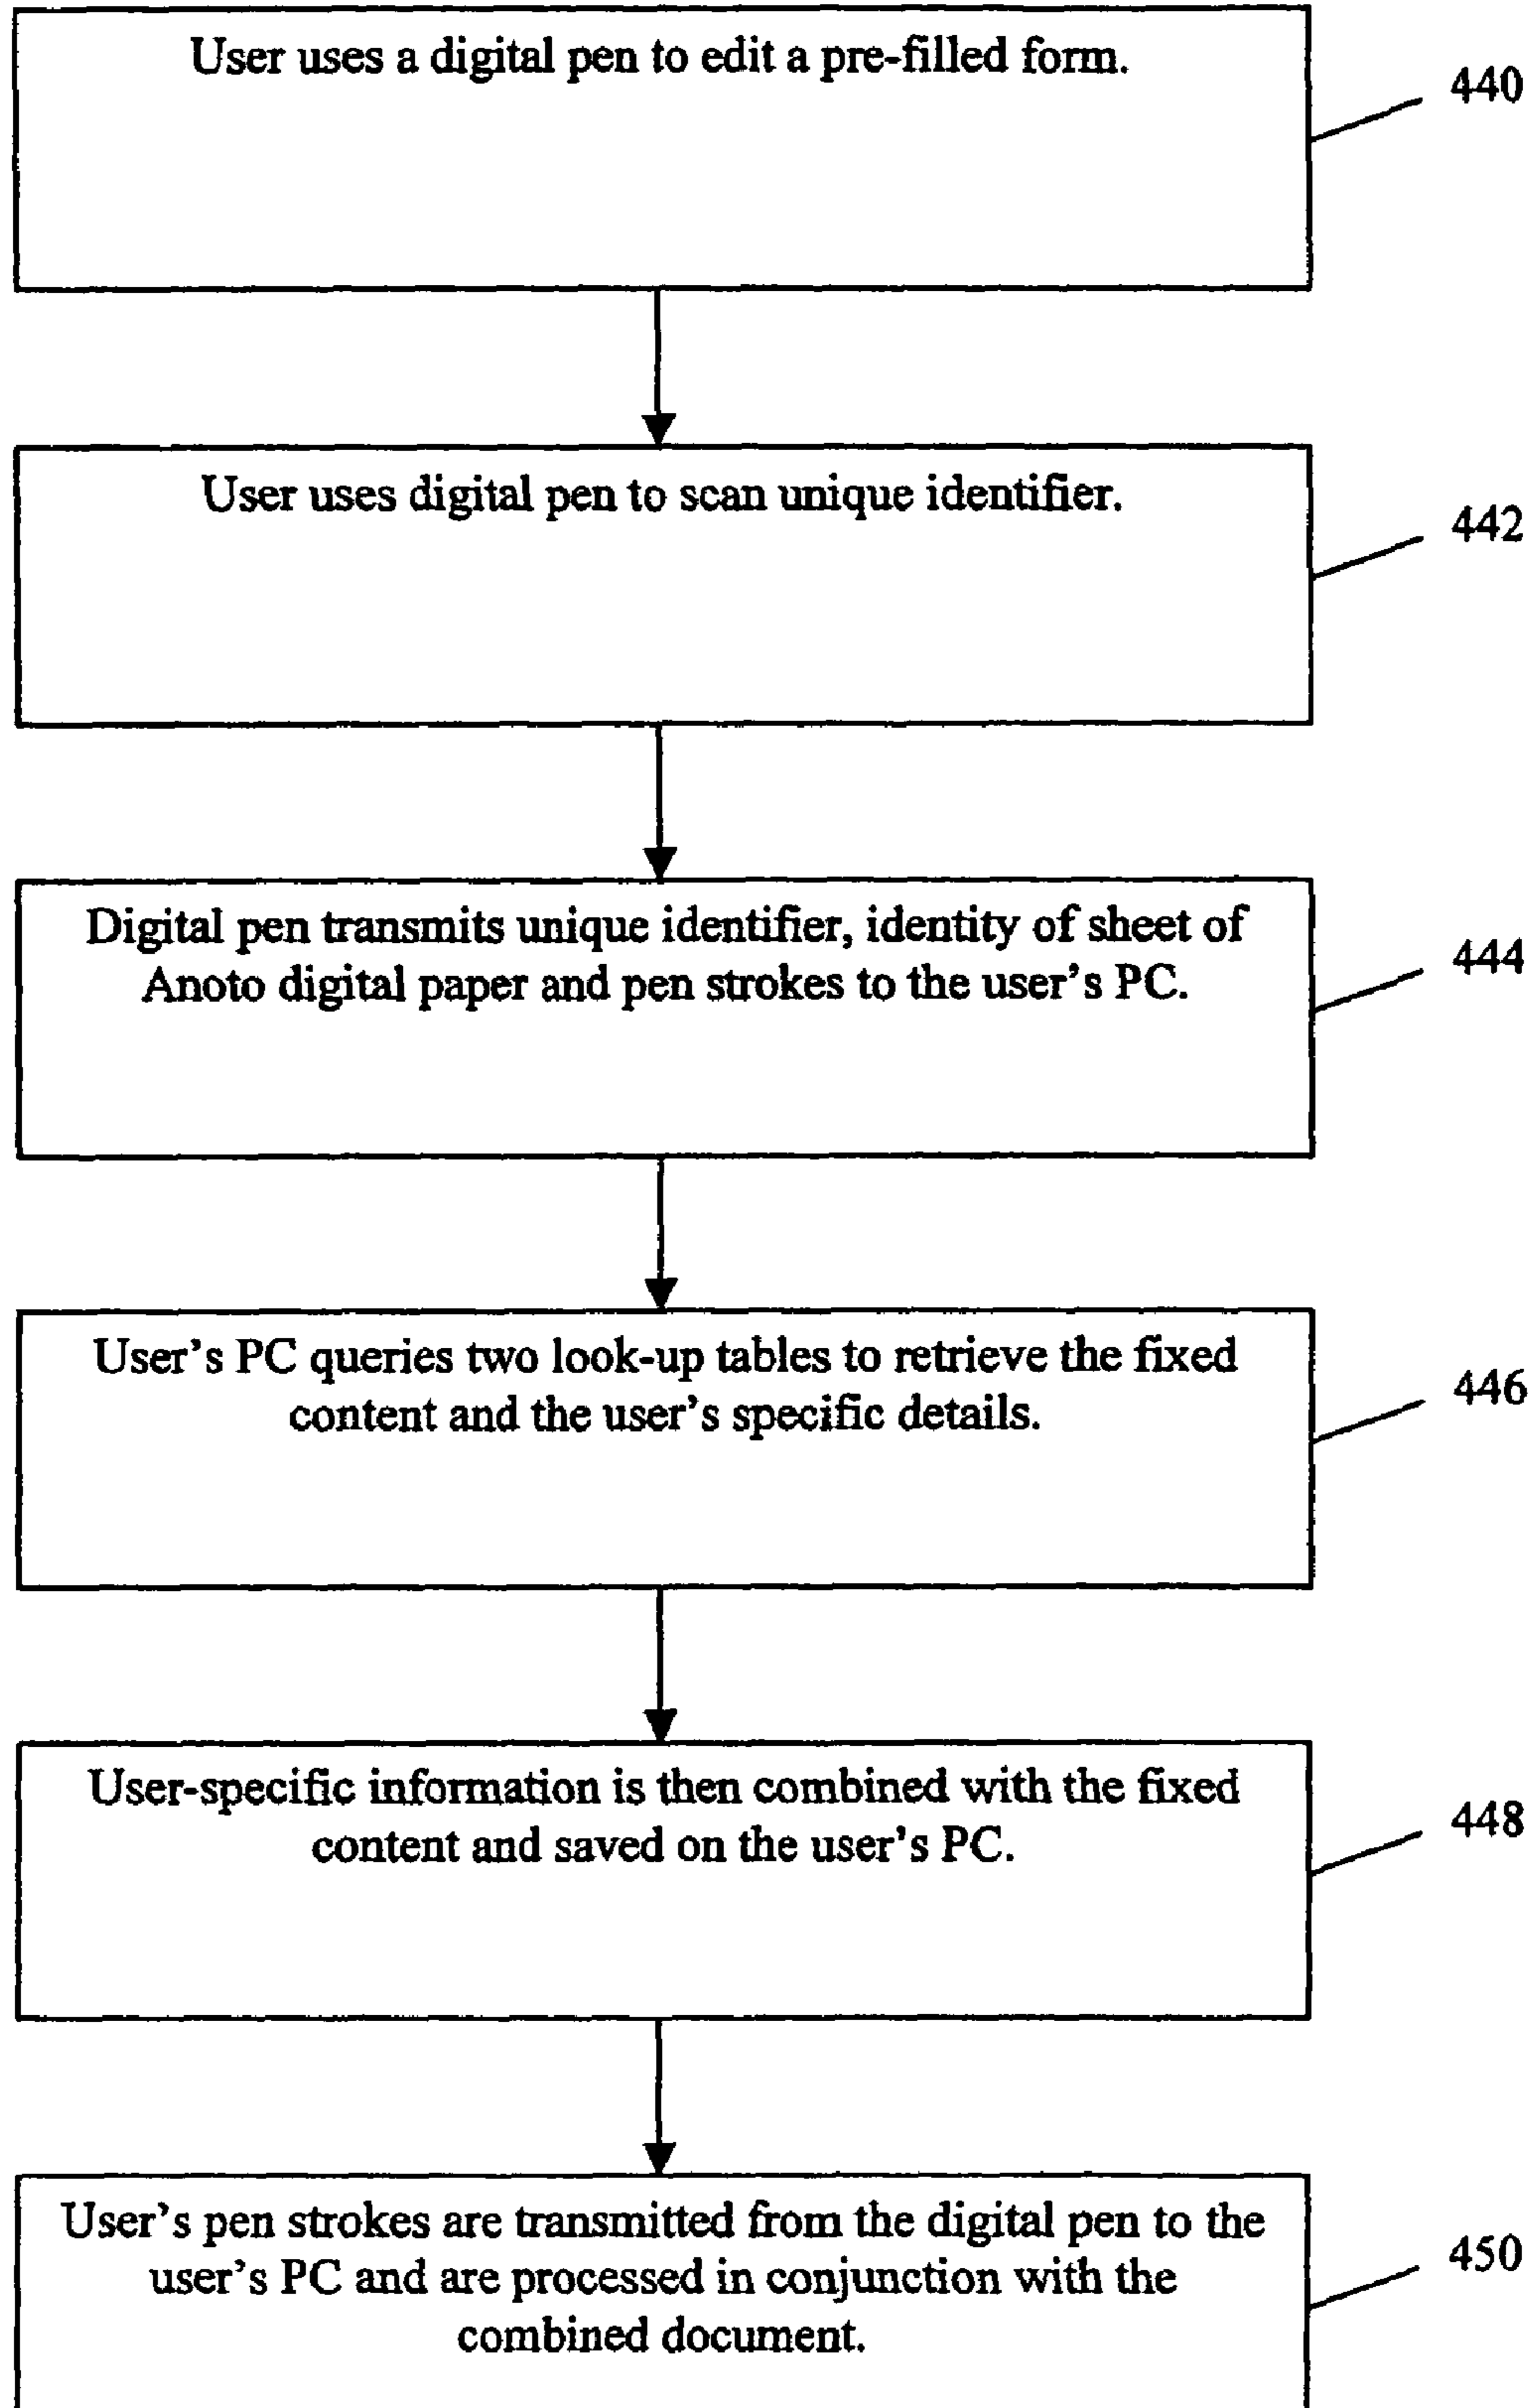 User uses a digital pen to edit a pre-filled form.
440
User uses digital pen to scan unique identifier.
442
Digital pen transmits unique identifier, identity of sheet of
Anoto digital paper and pen strokes to the user's PC.
444
User's PC queries two look-up tables to retrieve the fixed
content and the user's specific details.
446
User-specific information is then combined with the fixed
content and saved on the user's PC.
448
User's pen strokes are transmitted from the digital pen to the
user's PC and are processed in conjunction with the
combined document.
450